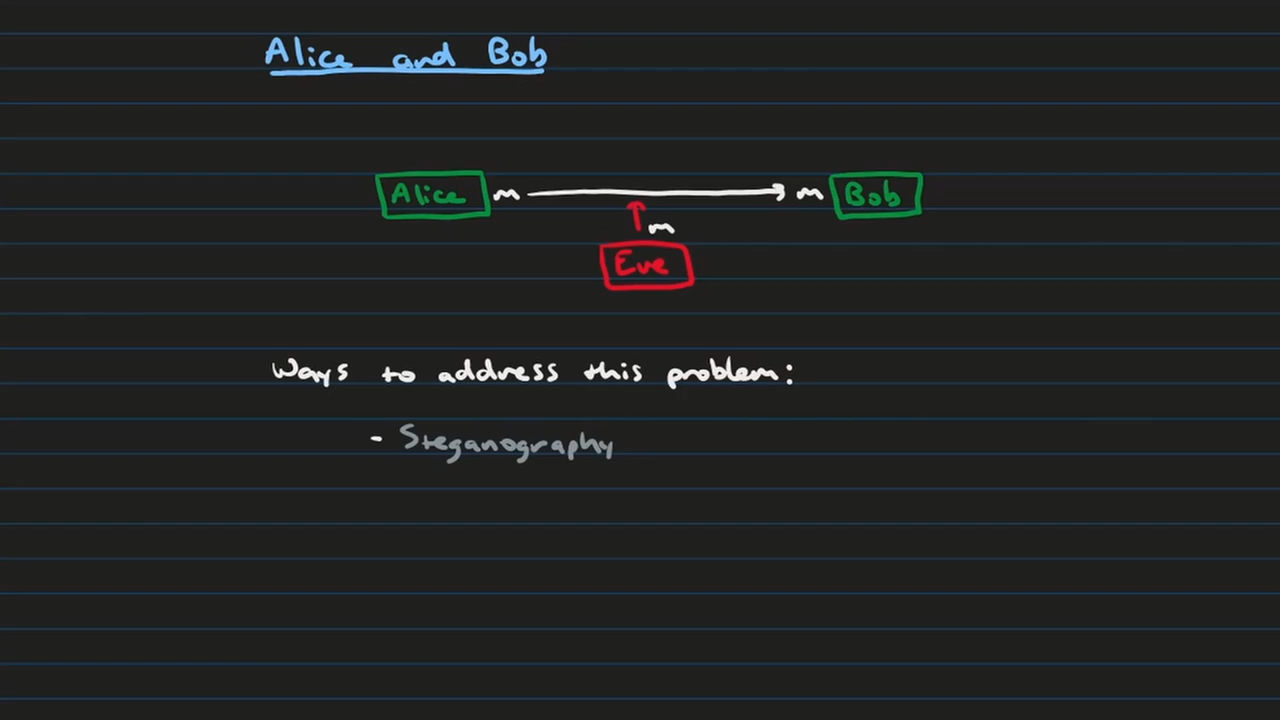 Alice and Bob
Alice m m Bob
m
Eve
Ways to address this problem:
- Steganography